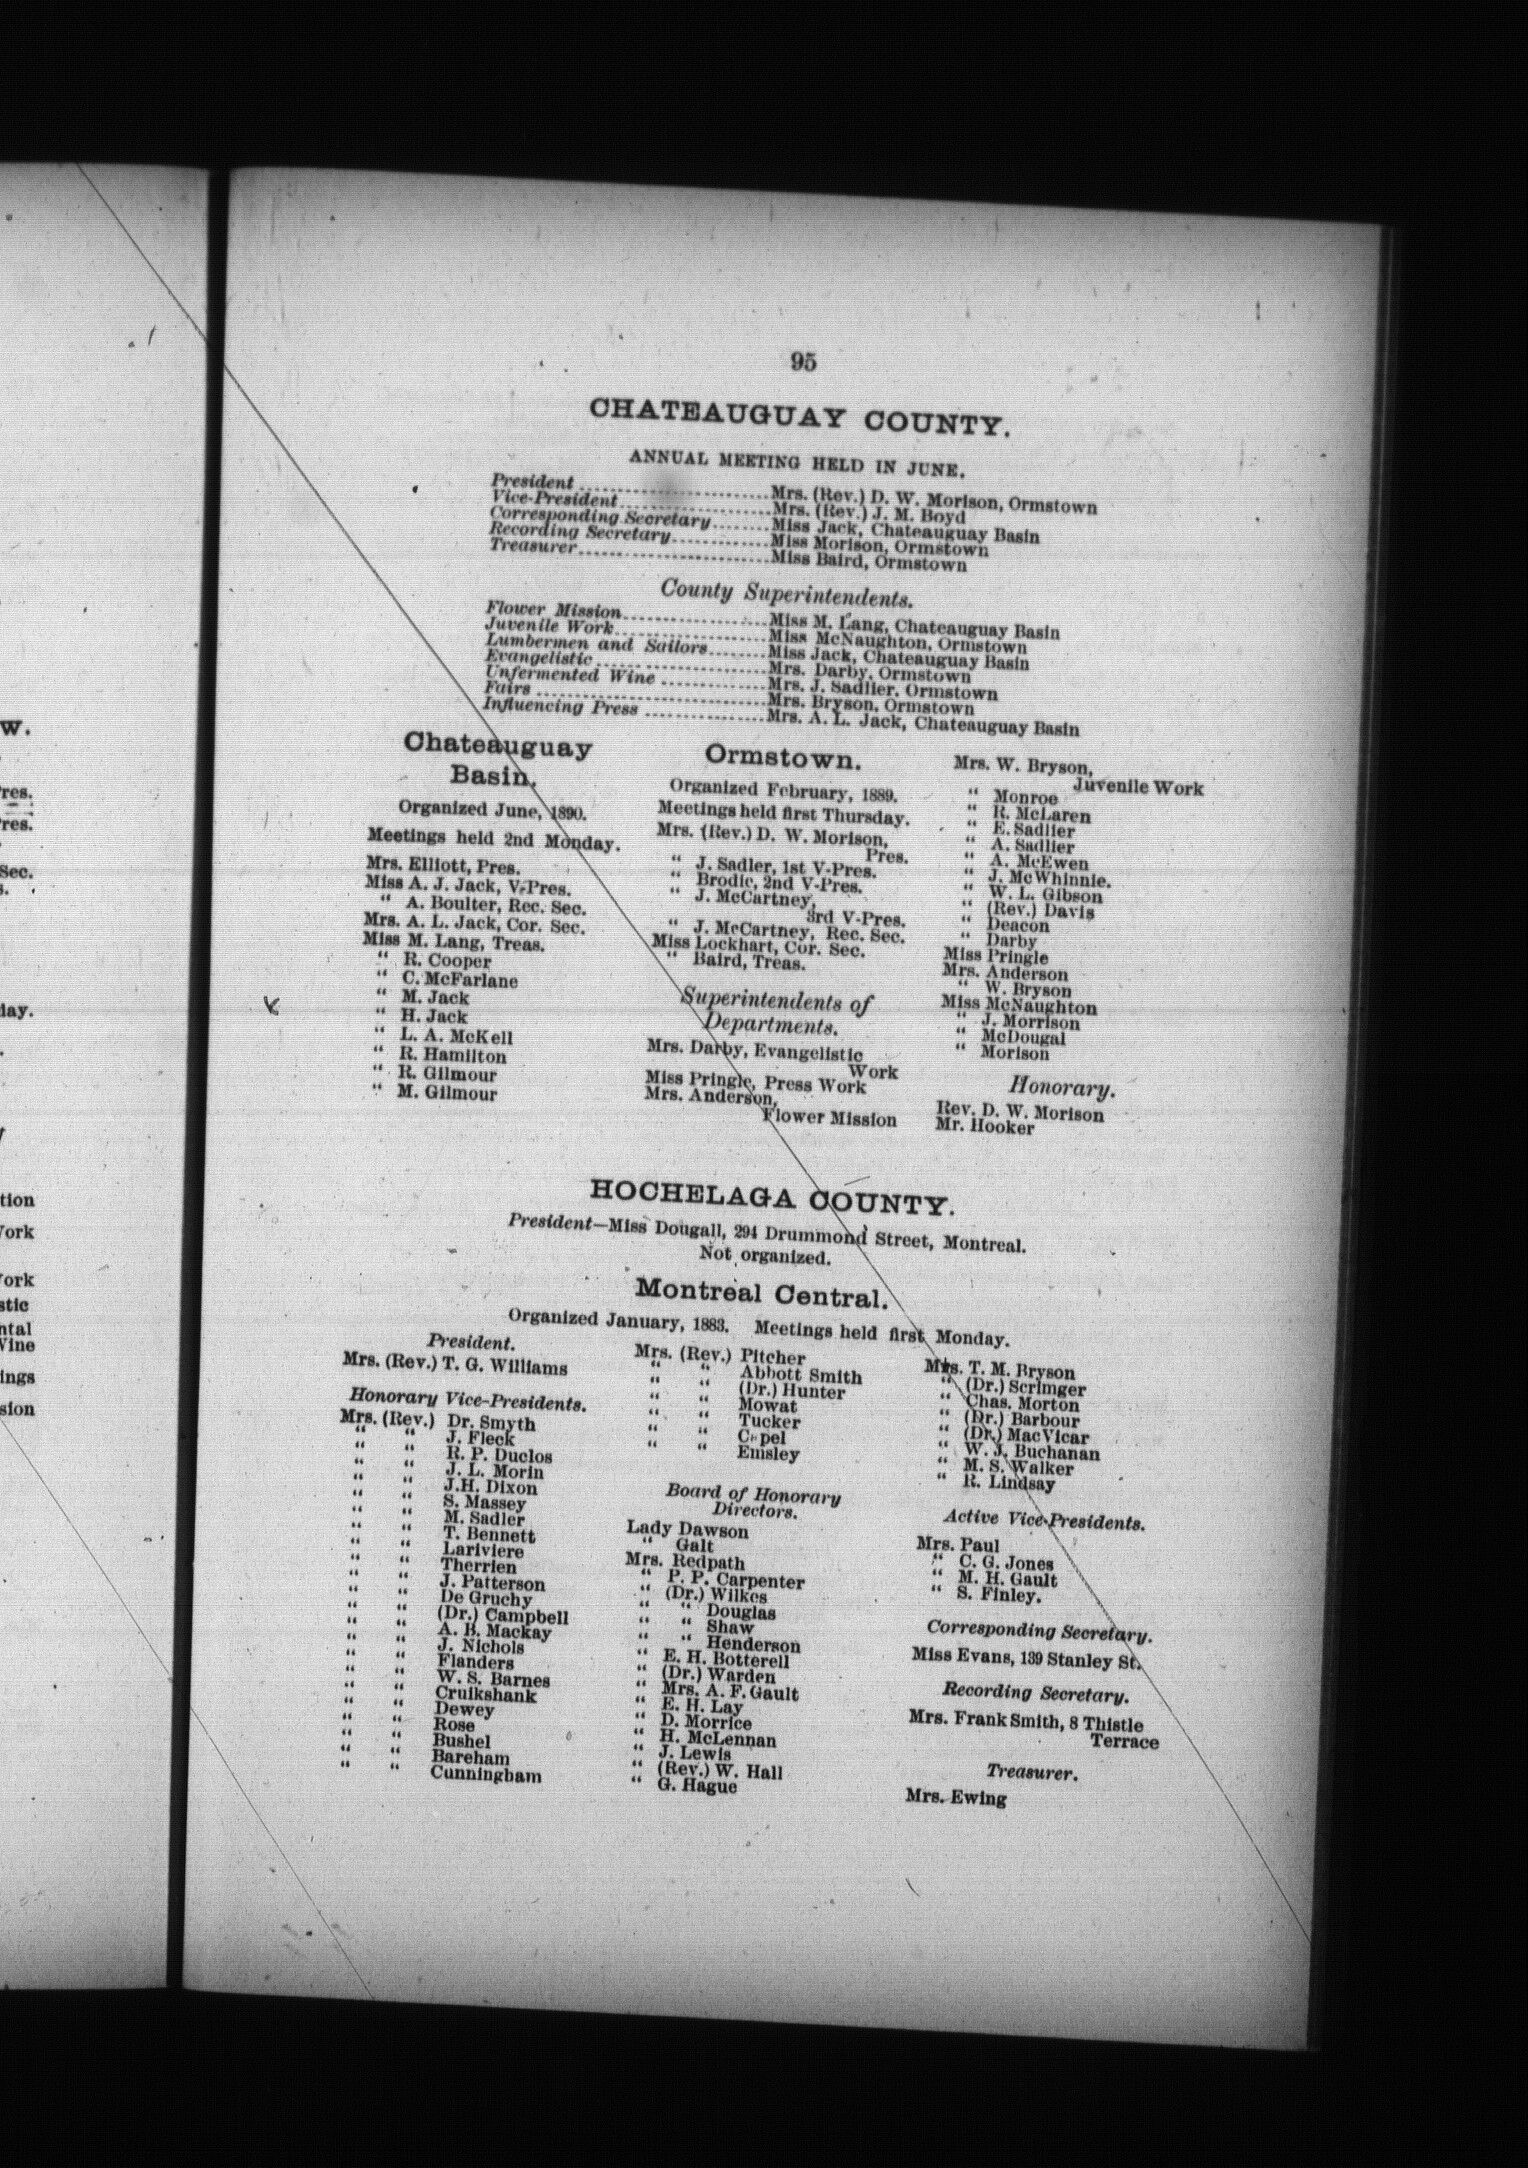 95
CHATEAUGUAY COUNTY.
ANNUAL MEETING HELD IN JUNE.
President ........ Mrs. (Rev.) D. W. Morison, Ormstown
Vice-President ........ Mrs. (Rev.) J. M. Boyd
Corresponding Secretary ........ Miss Jack, Chateauguay Basin
Recording Secretary ........ Miss Morison, Ormstown
Treasurer ........ Miss Baird, Ormstown
County Superintendents.
Flower Mission ........ Miss M. Lang, Chateauguay Basin
Juvenile Work ........ Miss McNaughton, Ormstown
Lumbermen and Sailors ........ Miss Jack, Chateauguay Basin
Evangelistic ........ Mrs. Darby, Ormstown
Unfermented Wine ........ Mrs. J. Sadlier, Ormstown
Fairs ........ Mrs. Bryson, Ormstown
Influencing Press ........ Mrs. A. L. Jack, Chateauguay Basin
Chateauguay
Basin.
Organized June, 1890.
Meetings held 2nd Monday.
Mrs. Elliott, Pres.
Miss A. J. Jack, V-Pres.
" A. Boulter, Rec. Sec.
Mrs. A. L. Jack, Cor. Sec.
Miss M. Lang, Treas.
" R. Cooper
" C. McFarlane
" M. Jack
" H. Jack
" L. A. McKell
" R. Hamilton
" R. Gilmour
" M. Gilmour
Ormstown.
Organized February, 1889.
Meetings held first Thursday.
Mrs. (Rev.) D. W. Morison,
Pres.
" J. Sadler, 1st V-Pres.
" Brodie, 2nd V-Pres.
" J. McCartney,
3rd V-Pres.
" J. McCartney, Rec. Sec.
Miss Lockhart, Cor. Sec.
" Baird, Treas.
Superintendents of
Departments.
Mrs. Darby, Evangelistic
Work
Miss Pringle, Press Work
Mrs. Anderson,
Flower Mission
Mrs. W. Bryson,
Juvenile Work
" Monroe
" R. McLaren
" E. Sadlier
" A. Sadlier
" A. McEwen
" J. McWhinnie.
" W. L. Gibson
" (Rev.) Davis
" Deacon
" Darby
Miss Pringle
Mrs. Anderson
" W. Bryson
Miss McNaughton
" J. Morrison
" McDougal
" Morison
Honorary.
Rev. D. W. Morison
Mr. Hooker
HOCHELAGA COUNTY.
President—Miss Dougall, 294 Drummond Street, Montreal.
Not organized.
Montreal Central.
Organized January, 1883. Meetings held first Monday.
President.
Mrs. (Rev.) T. G. Williams
Honorary Vice-Presidents.
Mrs. (Rev.) Dr. Smyth
" " J. Fleck
" " R. P. Duclos
" " J. L. Morin
" " J.H. Dixon
" " S. Massey
" " M. Sadler
" " T. Bennett
" " Lariviere
" " Therrien
" " J. Patterson
" " De Gruchy
" " (Dr.) Campbell
" " A. B. Mackay
" " J. Nichols
" " Flanders
" " W. S. Barnes
" " Cruikshank
" " Dewey
" " Rose
" " Bushel
" " Bareham
" " Cunningham
Mrs. (Rev.) Pitcher
" " Abbott Smith
" " (Dr.) Hunter
" " Mowat
" " Tucker
" "
" " Emsley
Board of Honorary
Directors.
Lady Dawson
" Galt
Mrs. Redpath
" P. P. Carpenter
" (Dr.) Wilkes
" " Douglas
" " Shaw
" " Henderson
" E. H. Botterell
" (Dr.) Warden
" Mrs. A. F. Gault
" E. H. Lay
" D. Morrice
" H. McLennan
" J. Lewis
" (Rev.) W. Hall
" G. Hague
Mrs. T. M. Bryson
" (Dr.) Scrimger
" Chas. Morton
" (Dr.) Barbour
" (Dr.) MacVicar
" W. J. Buchanan
" M. S. Walker
" R. Lindsay
Active Vice-Presidents.
Mrs. Paul
" C. G. Jones
" M. H. Gault
" S. Finley.
Corresponding Secretary.
Miss Evans, 139 Stanley St.
Recording Secretary.
Mrs. Frank Smith, 8 Thistle
Terrace
Treasurer.
Mrs. Ewing